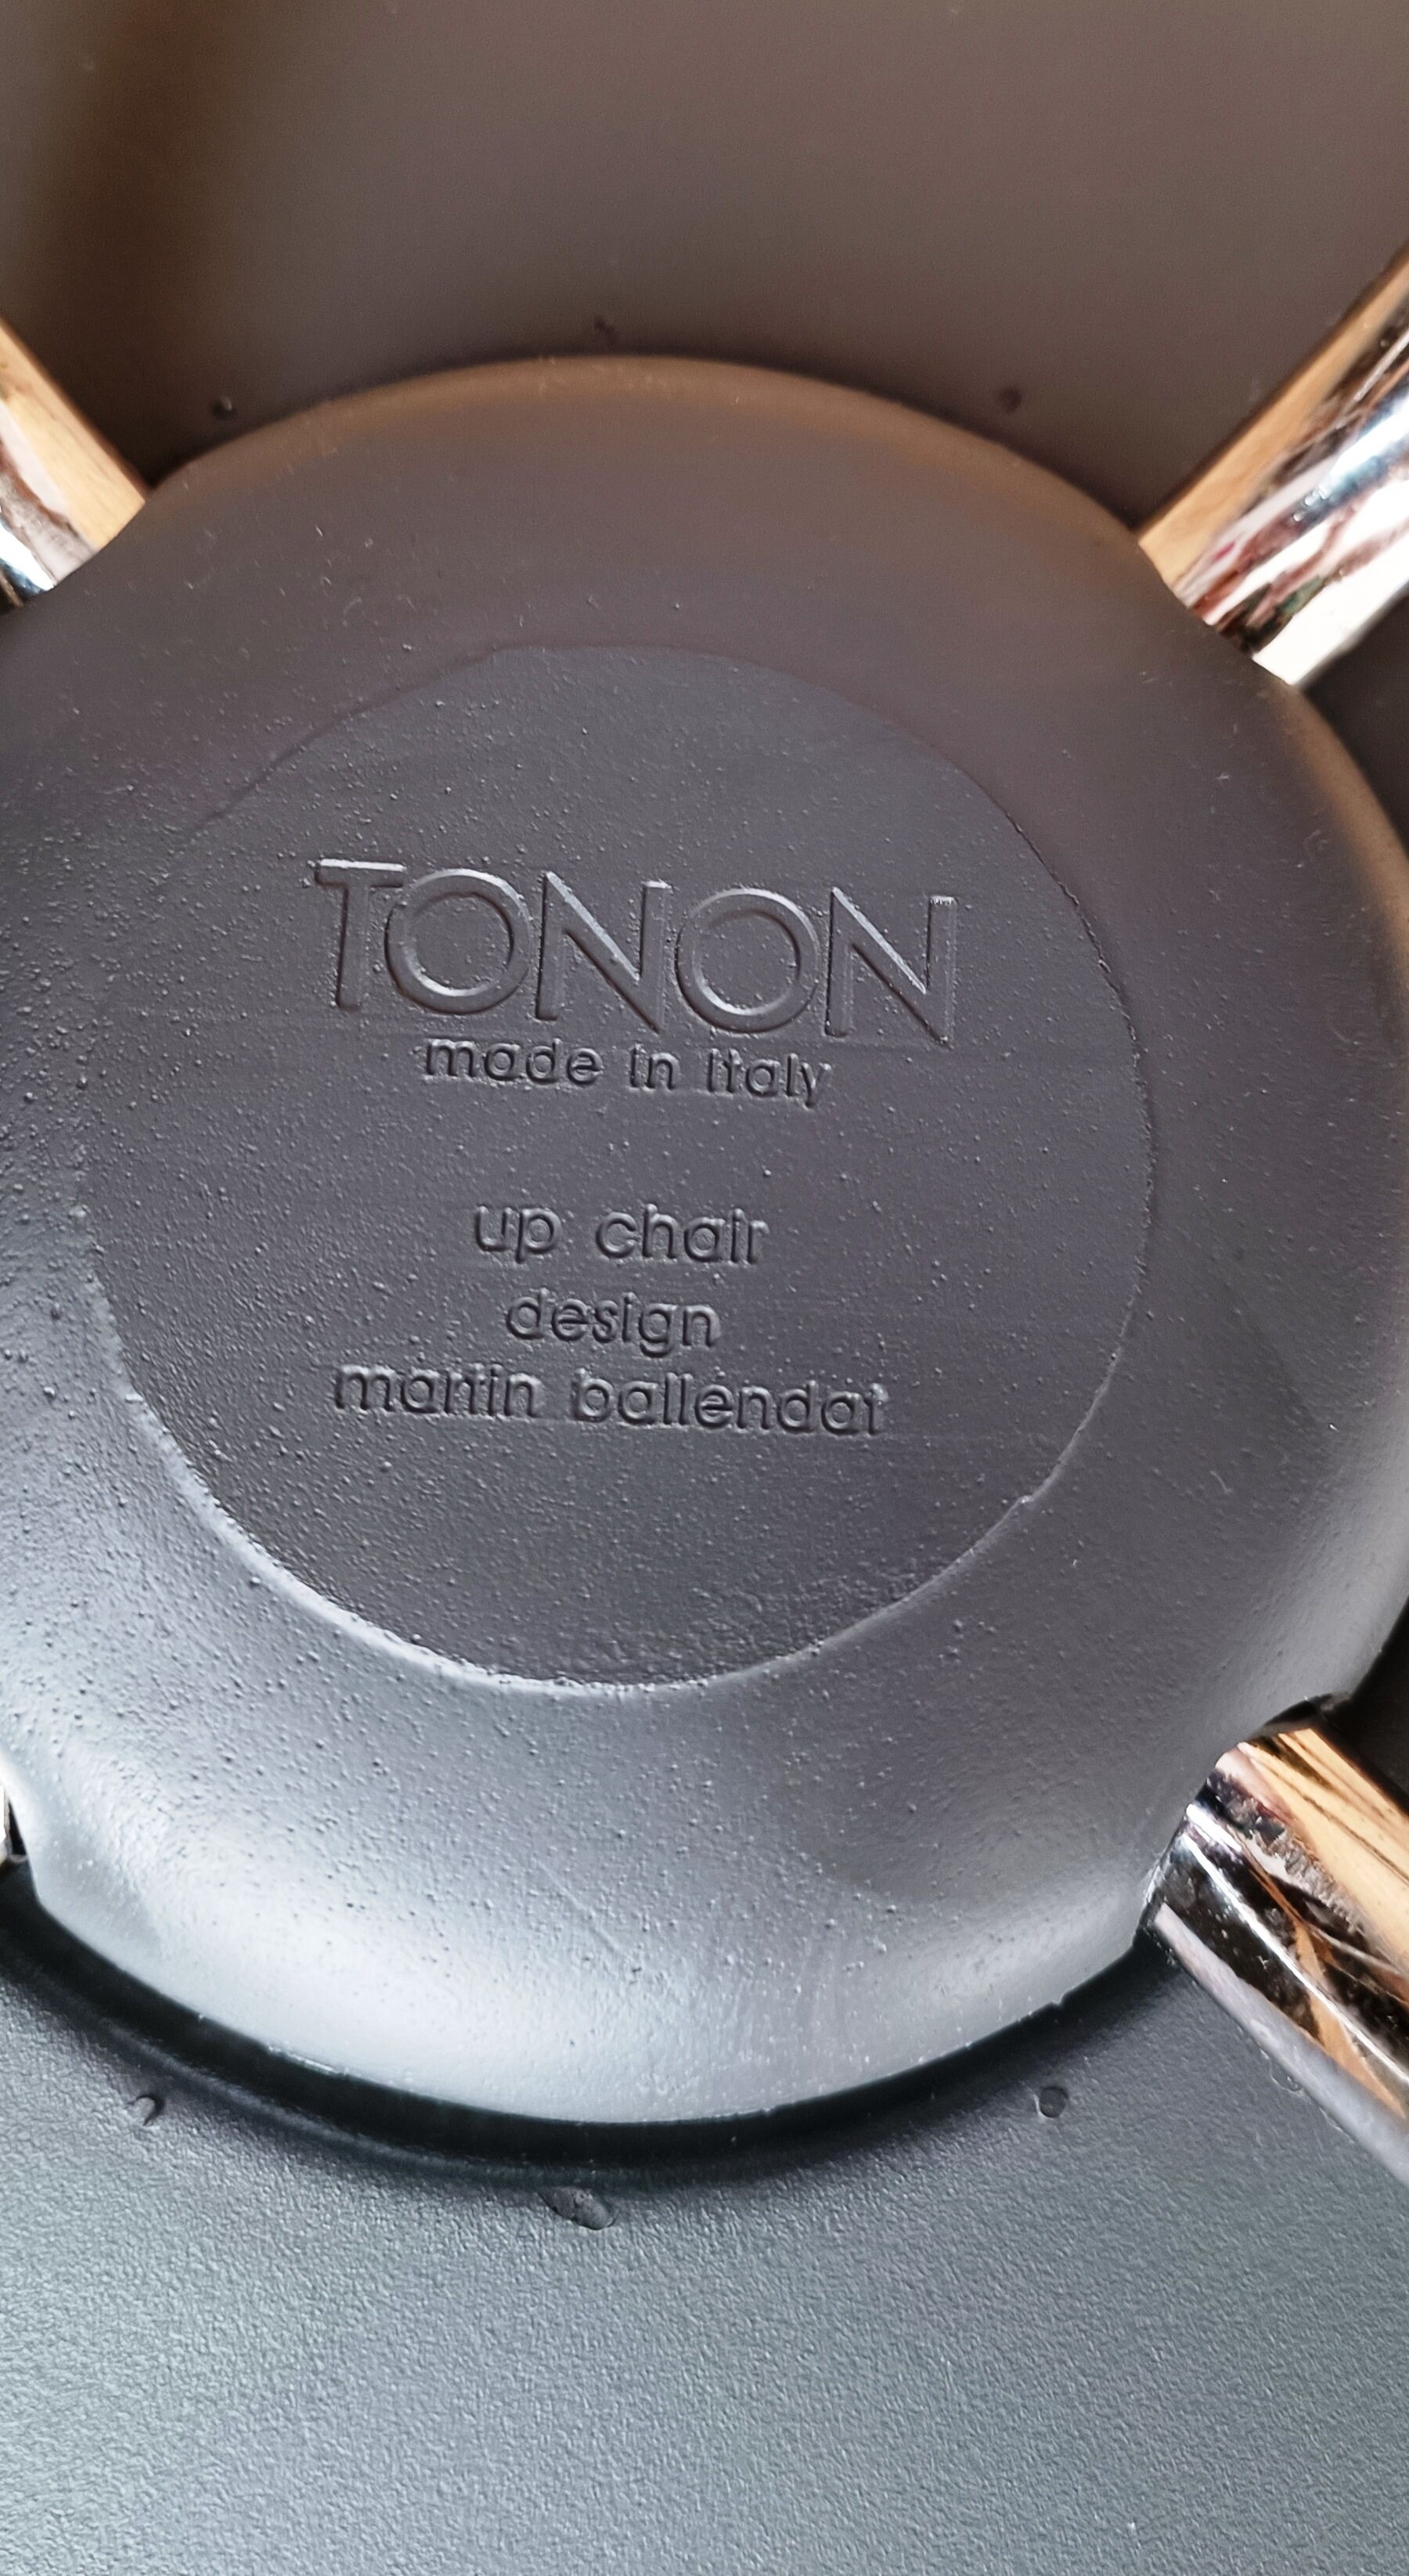 TONON
made in Italy
up chair
design
martin ballendat